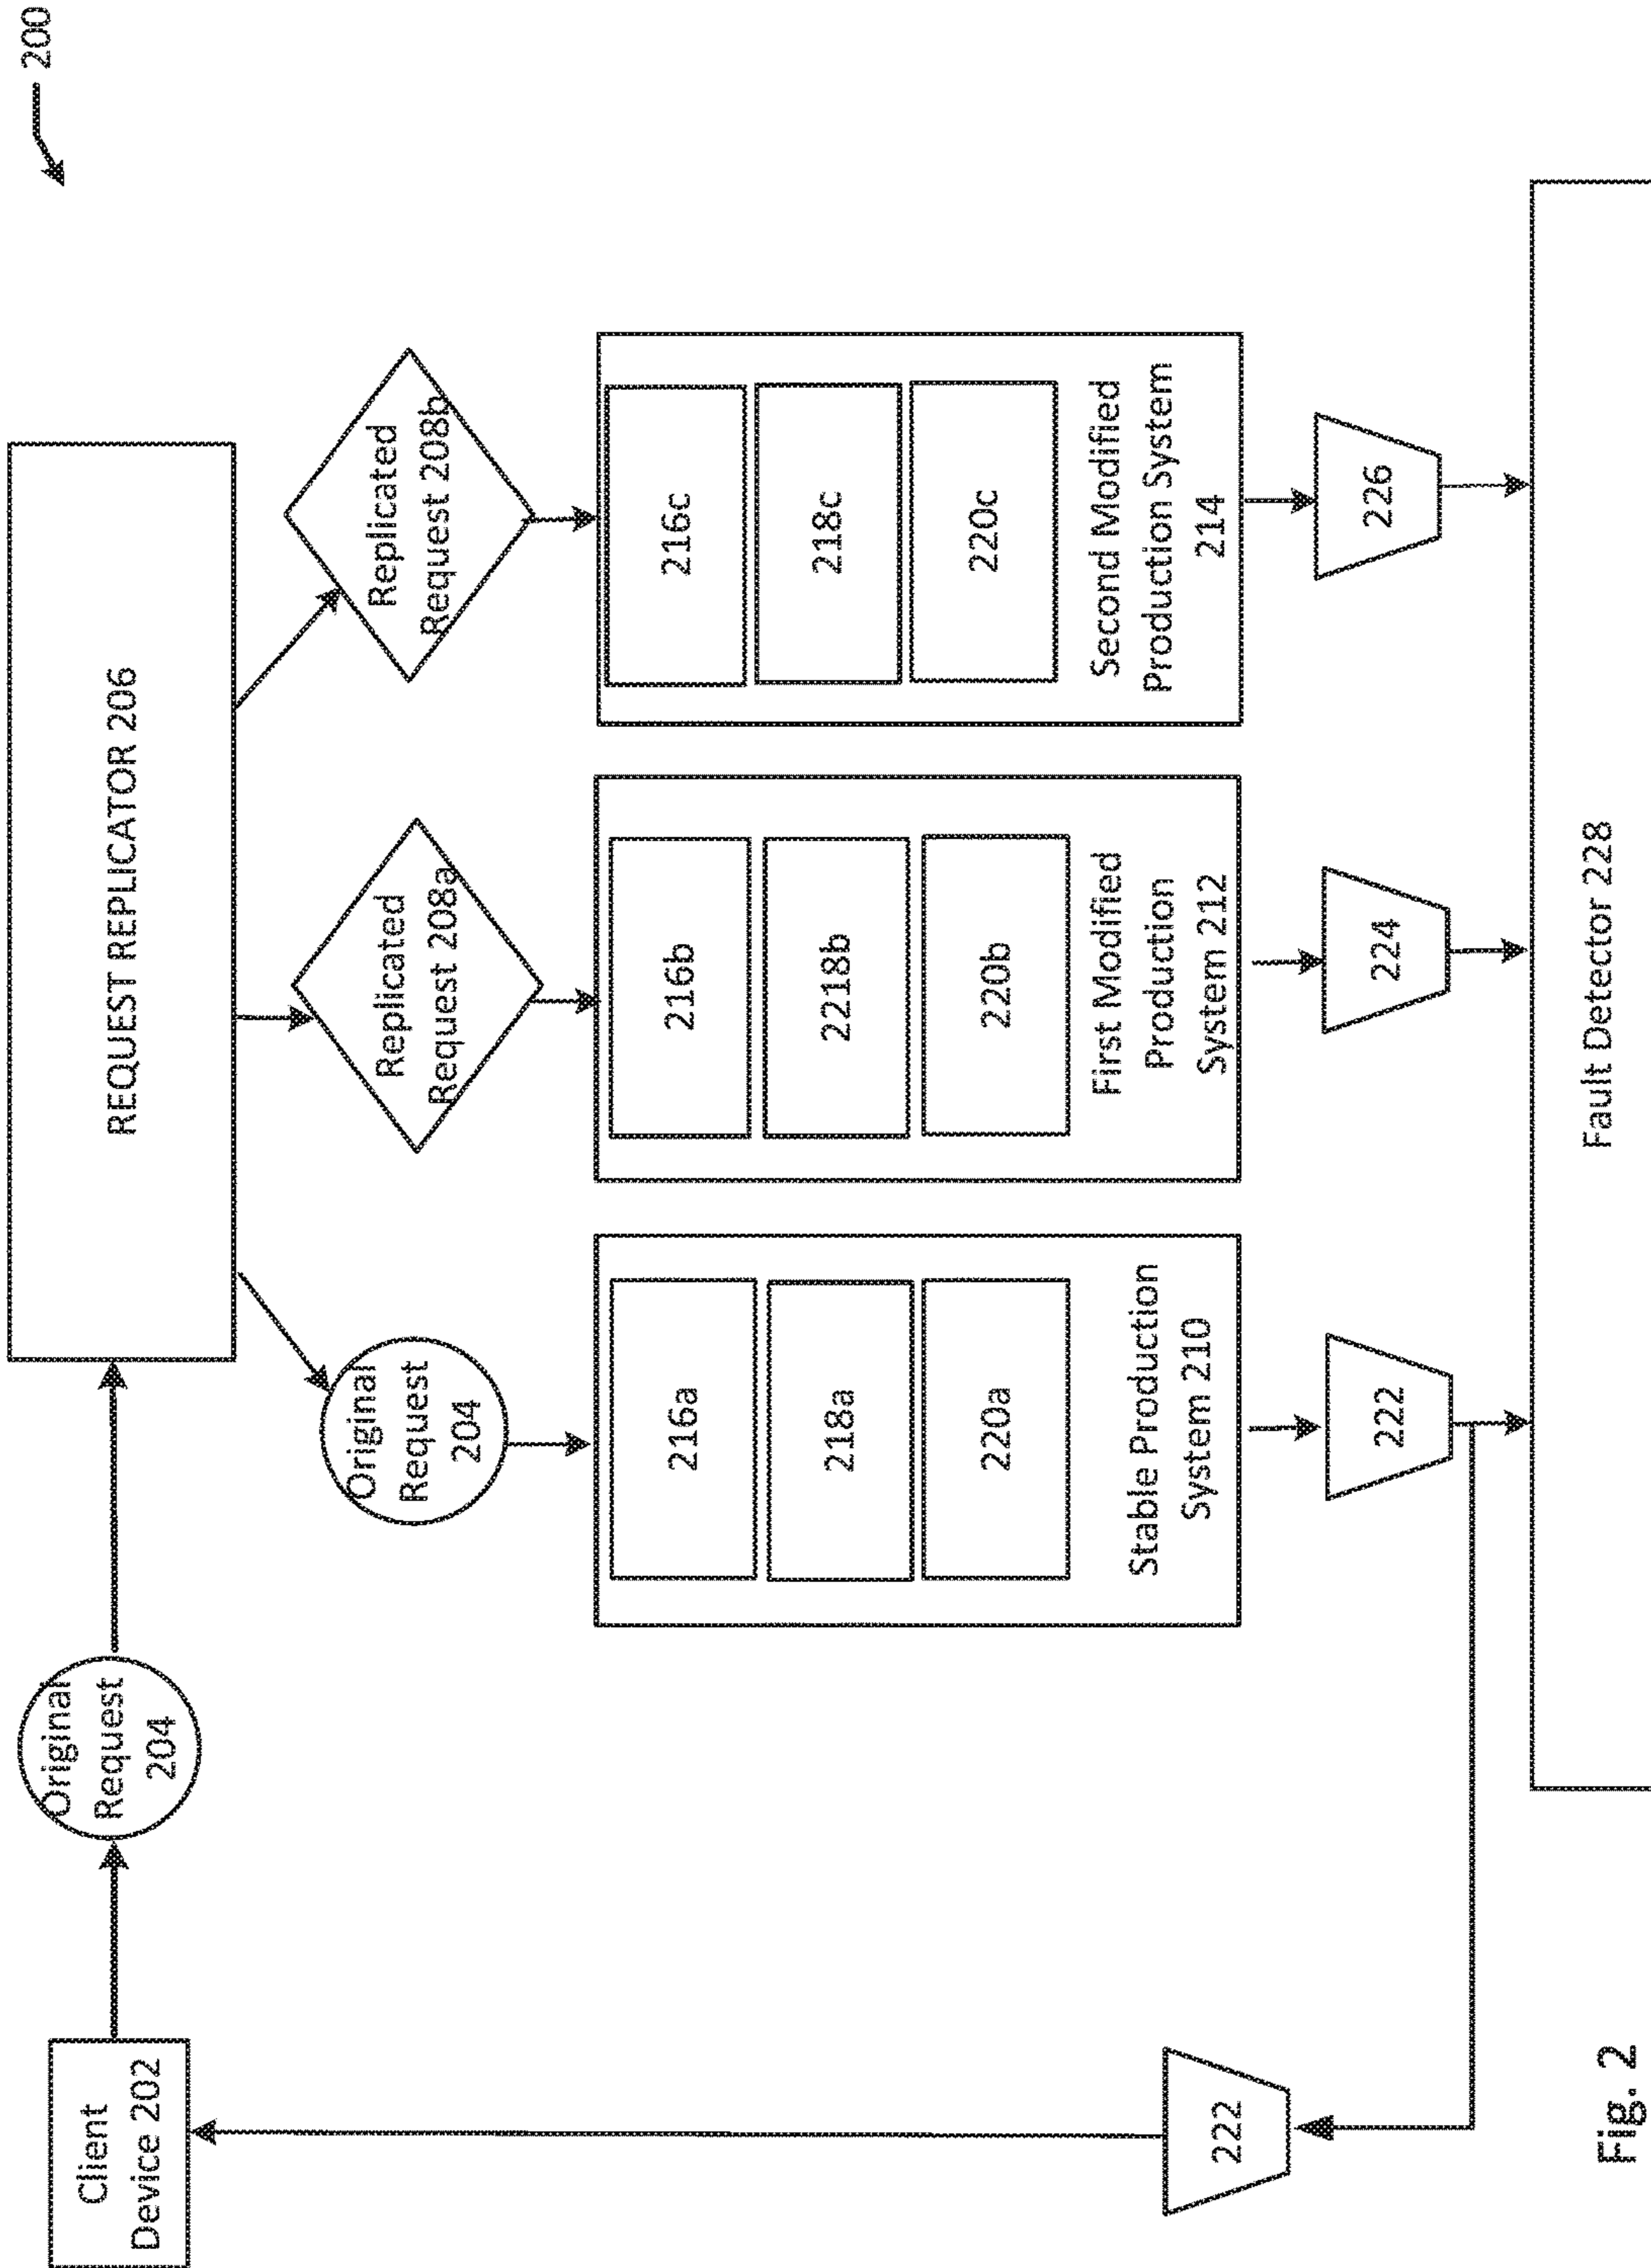 200
Client
Device 202
Original
Request
204
REQUEST REPLICATOR 206
Original
Request
204
Replicated
Request 208a
Replicated
Request 208b
216a
218a
220a
Stable Production
System 210
216b
2218b
220b
First Modified
Production
System 212
216c
218c
220c
Second Modified
Production System
214
222
222
224
226
Fault Detector 228
Fig. 2